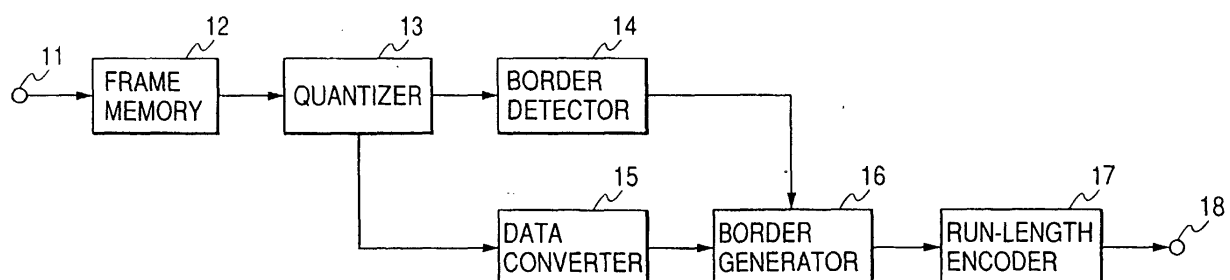 11
12
FRAME
MEMORY
13
QUANTIZER
14
BORDER
DETECTOR
15
DATA
CONVERTER
16
BORDER
GENERATOR
17
RUN-LENGTH
ENCODER
18